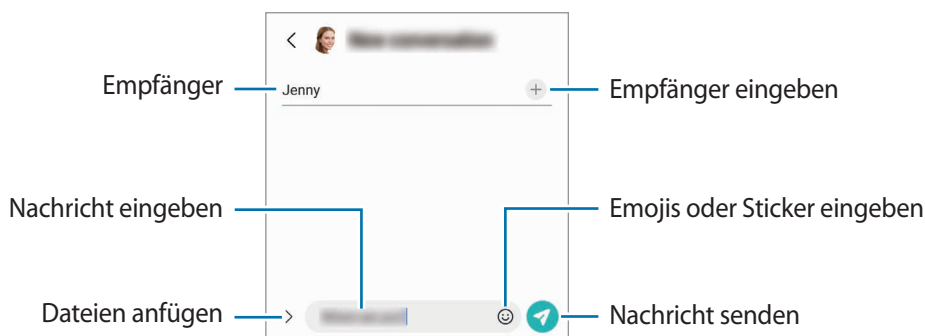 Empfänger
Jenny
Empfänger eingeben
Nachricht eingeben
Emojis oder Sticker eingeben
Dateien anfügen
Nachricht senden